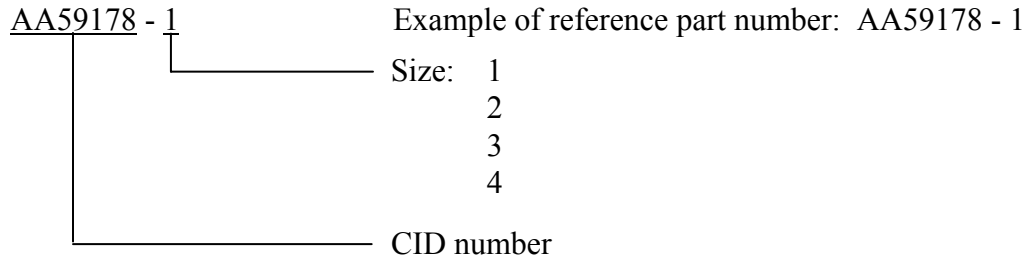 AA59178 - 1 Example of reference part number: AA59178 - 1
Size: 1
2
3
4
CID number